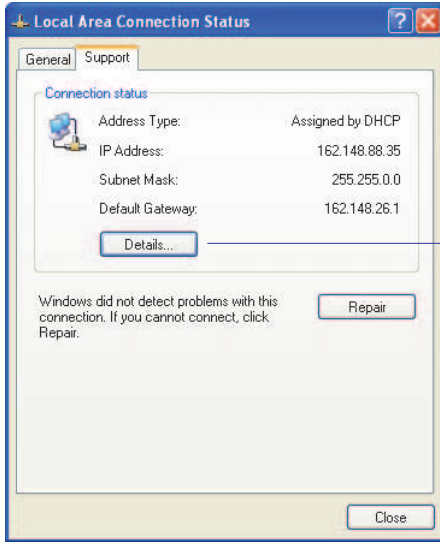 Local Area Connection Status
General Support
Connection status
Address Type: Assigned by DHCP
IP Address: 162.148.88.35
Subnet Mask: 255.255.0.0
Default Gateway: 162.148.26.1
Details...
Windows did not detect problems with this
connection. If you cannot connect, click
Repair.
Repair
Close